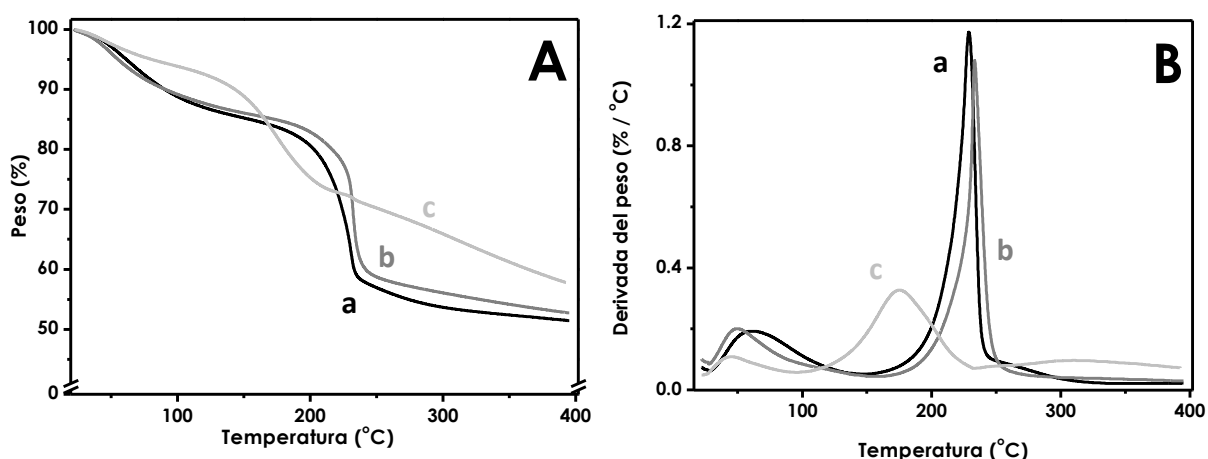 A
Peso (%)
100
90
80
70
60
50
0
c
b
a
100
200
300
400
Temperatura (°C)
B
Derivada del peso (% / °C)
1.2
0.8
0.4
0.0
a
b
c
100
200
300
400
Temperatura (°C)